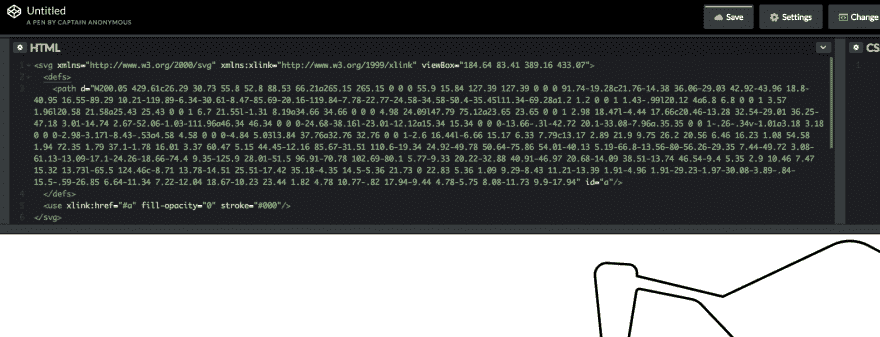 Untitled
A PEN BY CAPTAIN ANONYMOUS
Save
Settings
Change
HTML
CS
1 <svg xmlns="http://www.w3.org/2000/svg" xmlns:xlink="http://www.w3.org/1999/xlink" viewBox="184.64 83.41 389.16 433.07">
2 <defs>
3 <path d="M200.05 429.61c26.29 30.73 55.8 52.8 88.53 66.21a265.15 265.15 0 0 0 55.9 15.84 127.39 127.39 0 0 0 91.74-19.28c21.76-14.38 36.06-29.03 42.92-43.96 18.8-
40.95 16.55-89.29 10.21-119.89-6.34-30.61-8.47-85.69-20.16-119.84-7.78-22.77-24.58-34.58-50.4-35.45l11.34-69.28a1.2 1.2 0 0 1 1.43-.99l20.12 4a6.8 6.8 0 0 1 3.57
1.96l20.58 21.58a25.43 25.43 0 0 1 6.7 21.55l-1.31 8.19a34.66 34.66 0 0 0 4.98 24.09l47.79 75.12a23.65 23.65 0 0 1 2.98 18.47l-4.44 17.66c20.46-13.28 32.54-29.01 36.25-
47.18 3.01-14.74 2.67-52.06-1.03-111.96a46.34 46.34 0 0 0-24.68-38.16l-23.01-12.12a15.34 15.34 0 0 0-13.66-.3l-42.72 20.1-33.08-7.96a.35.35 0 0 1-.26-.34v-1.01a3.18 3.18
0 0 0-2.98-3.17l-8.43-.53a4.58 4.58 0 0 0-4.84 5.03l3.84 37.76a32.76 32.76 0 0 1-2.6 16.44l-6.66 15.17 6.33 7.79c13.17 2.89 21.9 9.75 26.2 20.56 6.46 16.23 1.08 54.58
1.94 72.35 1.79 37.1-1.78 16.01 3.37 60.47 5.15 44.45-12.16 85.67-31.51 110.6-19.34 24.92-49.78 50.64-75.86 54.01-40.13 5.19-66.8-13.56-80-56.26-29.35 7.44-49.72 3.08-
61.13-13.09-17.1-24.26-18.66-74.4 9.35-125.9 28.01-51.5 96.91-70.78 102.69-80.1 5.77-9.33 20.22-32.88 40.91-46.97 20.68-14.09 38.51-13.74 46.54-9.4 5.35 2.9 10.46 7.47
15.32 13.73l-65.5 124.46c-8.71 13.78-14.51 25.51-17.42 35.18-4.35 14.5-5.36 21.73 0 22.83 5.36 1.09 9.29-8.43 11.21-13.39 1.91-4.96 1.91-29.23-1.97-30.08-3.89-.84-
15.5-.59-26.85 6.64-11.34 7.22-12.04 18.67-10.23 23.44 1.82 4.78 10.77-.82 17.94-9.44 4.78-5.75 8.08-11.73 9.9-17.94" id="a"/>
4 </defs>
5 <use xlink:href="#a" fill-opacity="0" stroke="#000"/>
6 </svg>